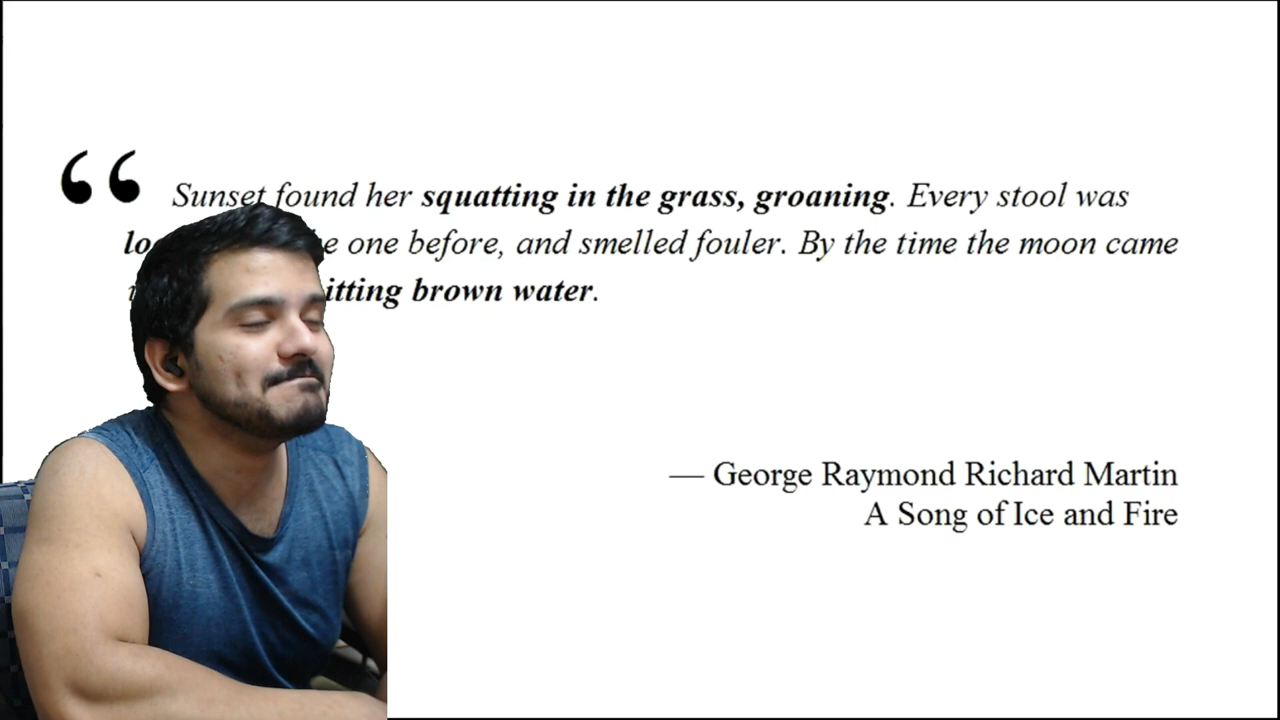 “ Sunset found her squatting in the grass, groaning. Every stool was
one before, and smelled fouler. By the time the moon came
itting brown water.
— George Raymond Richard Martin
A Song of Ice and Fire